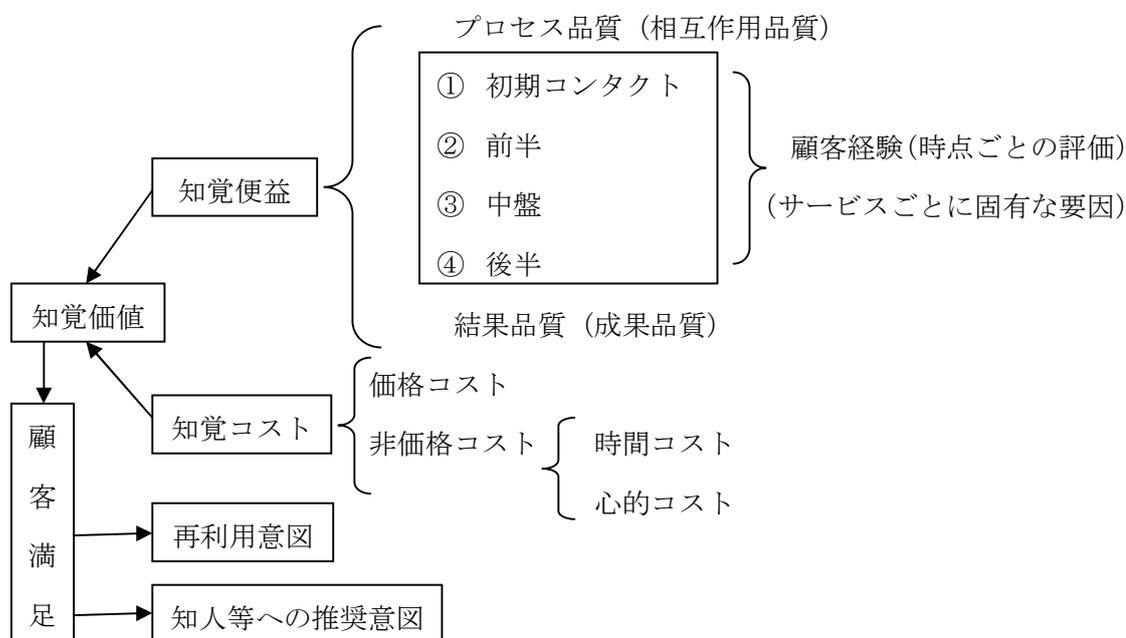 プロセス品質（相互作用品質）
① 初期コンタクト
② 前半
③ 中盤
④ 後半
顧客経験(時点ごとの評価)
(サービスごとに固有な要因)
知覚便益
知覚価値
結果品質（成果品質）
知覚コスト
価格コスト
非価格コスト
時間コスト
心的コスト
顧客満足
再利用意図
知人等への推奨意図